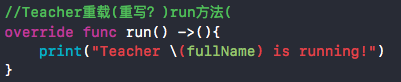 //Teacher重载(重写？)run方法(
override func run() ->(){
    print("Teacher \(fullName) is running!")
}